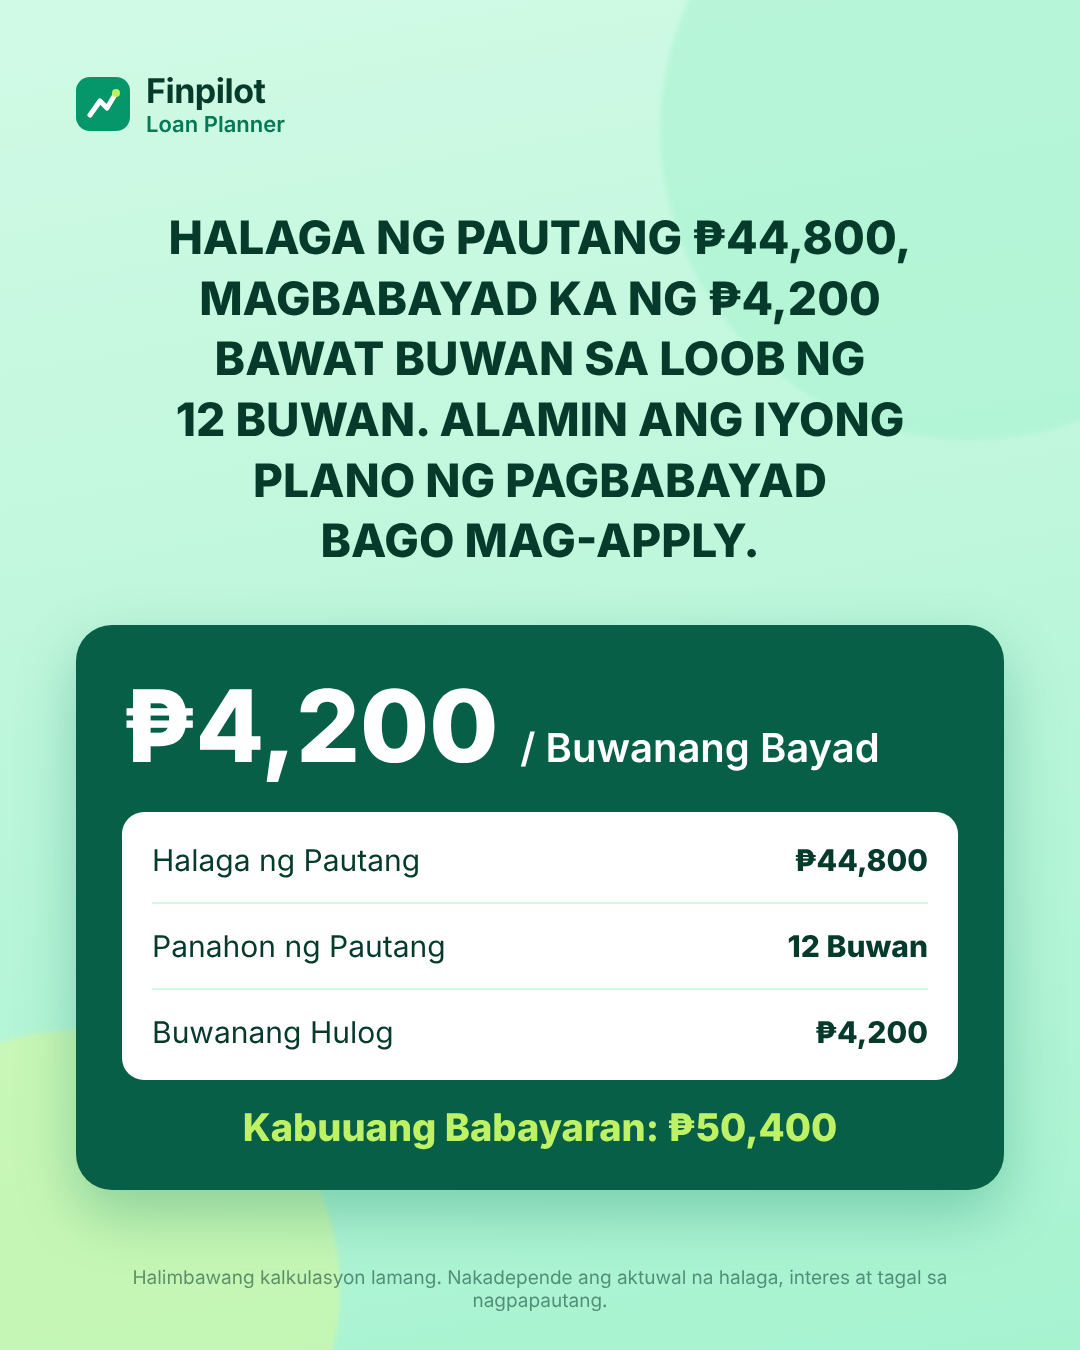 Finpilot
Loan Planner
HALAGA NG PAUTANG ₱44,800,
MAGBABAYAD KA NG ₱4,200
BAWAT BUWAN SA LOOB NG
12 BUWAN. ALAMIN ANG IYONG
PLANO NG PAGBABAYAD
BAGO MAG-APPLY.
₱4,200 / Buwanang Bayad
Halaga ng Pautang ₱44,800
Panahon ng Pautang 12 Buwan
Buwanang Hulog ₱4,200
Kabuuang Babayaran: ₱50,400
Halimbawang kalkulasyon lamang. Nakadepende ang aktuwal na halaga, interes at tagal sa
nagpapautang.